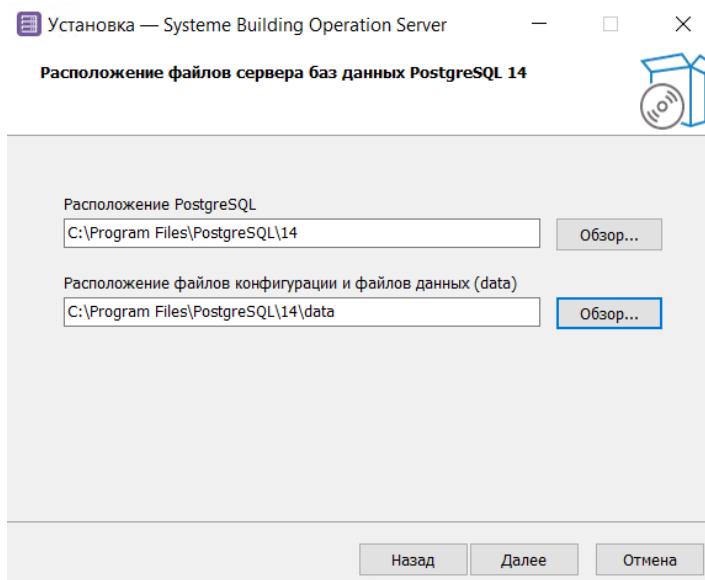 Установка — Systeme Building Operation Server
Расположение файлов сервера баз данных PostgreSQL 14
Расположение PostgreSQL
C:\Program Files\PostgreSQL\14
Обзор...
Расположение файлов конфигурации и файлов данных (data)
C:\Program Files\PostgreSQL\14\data
Обзор...
Назад
Далее
Отмена